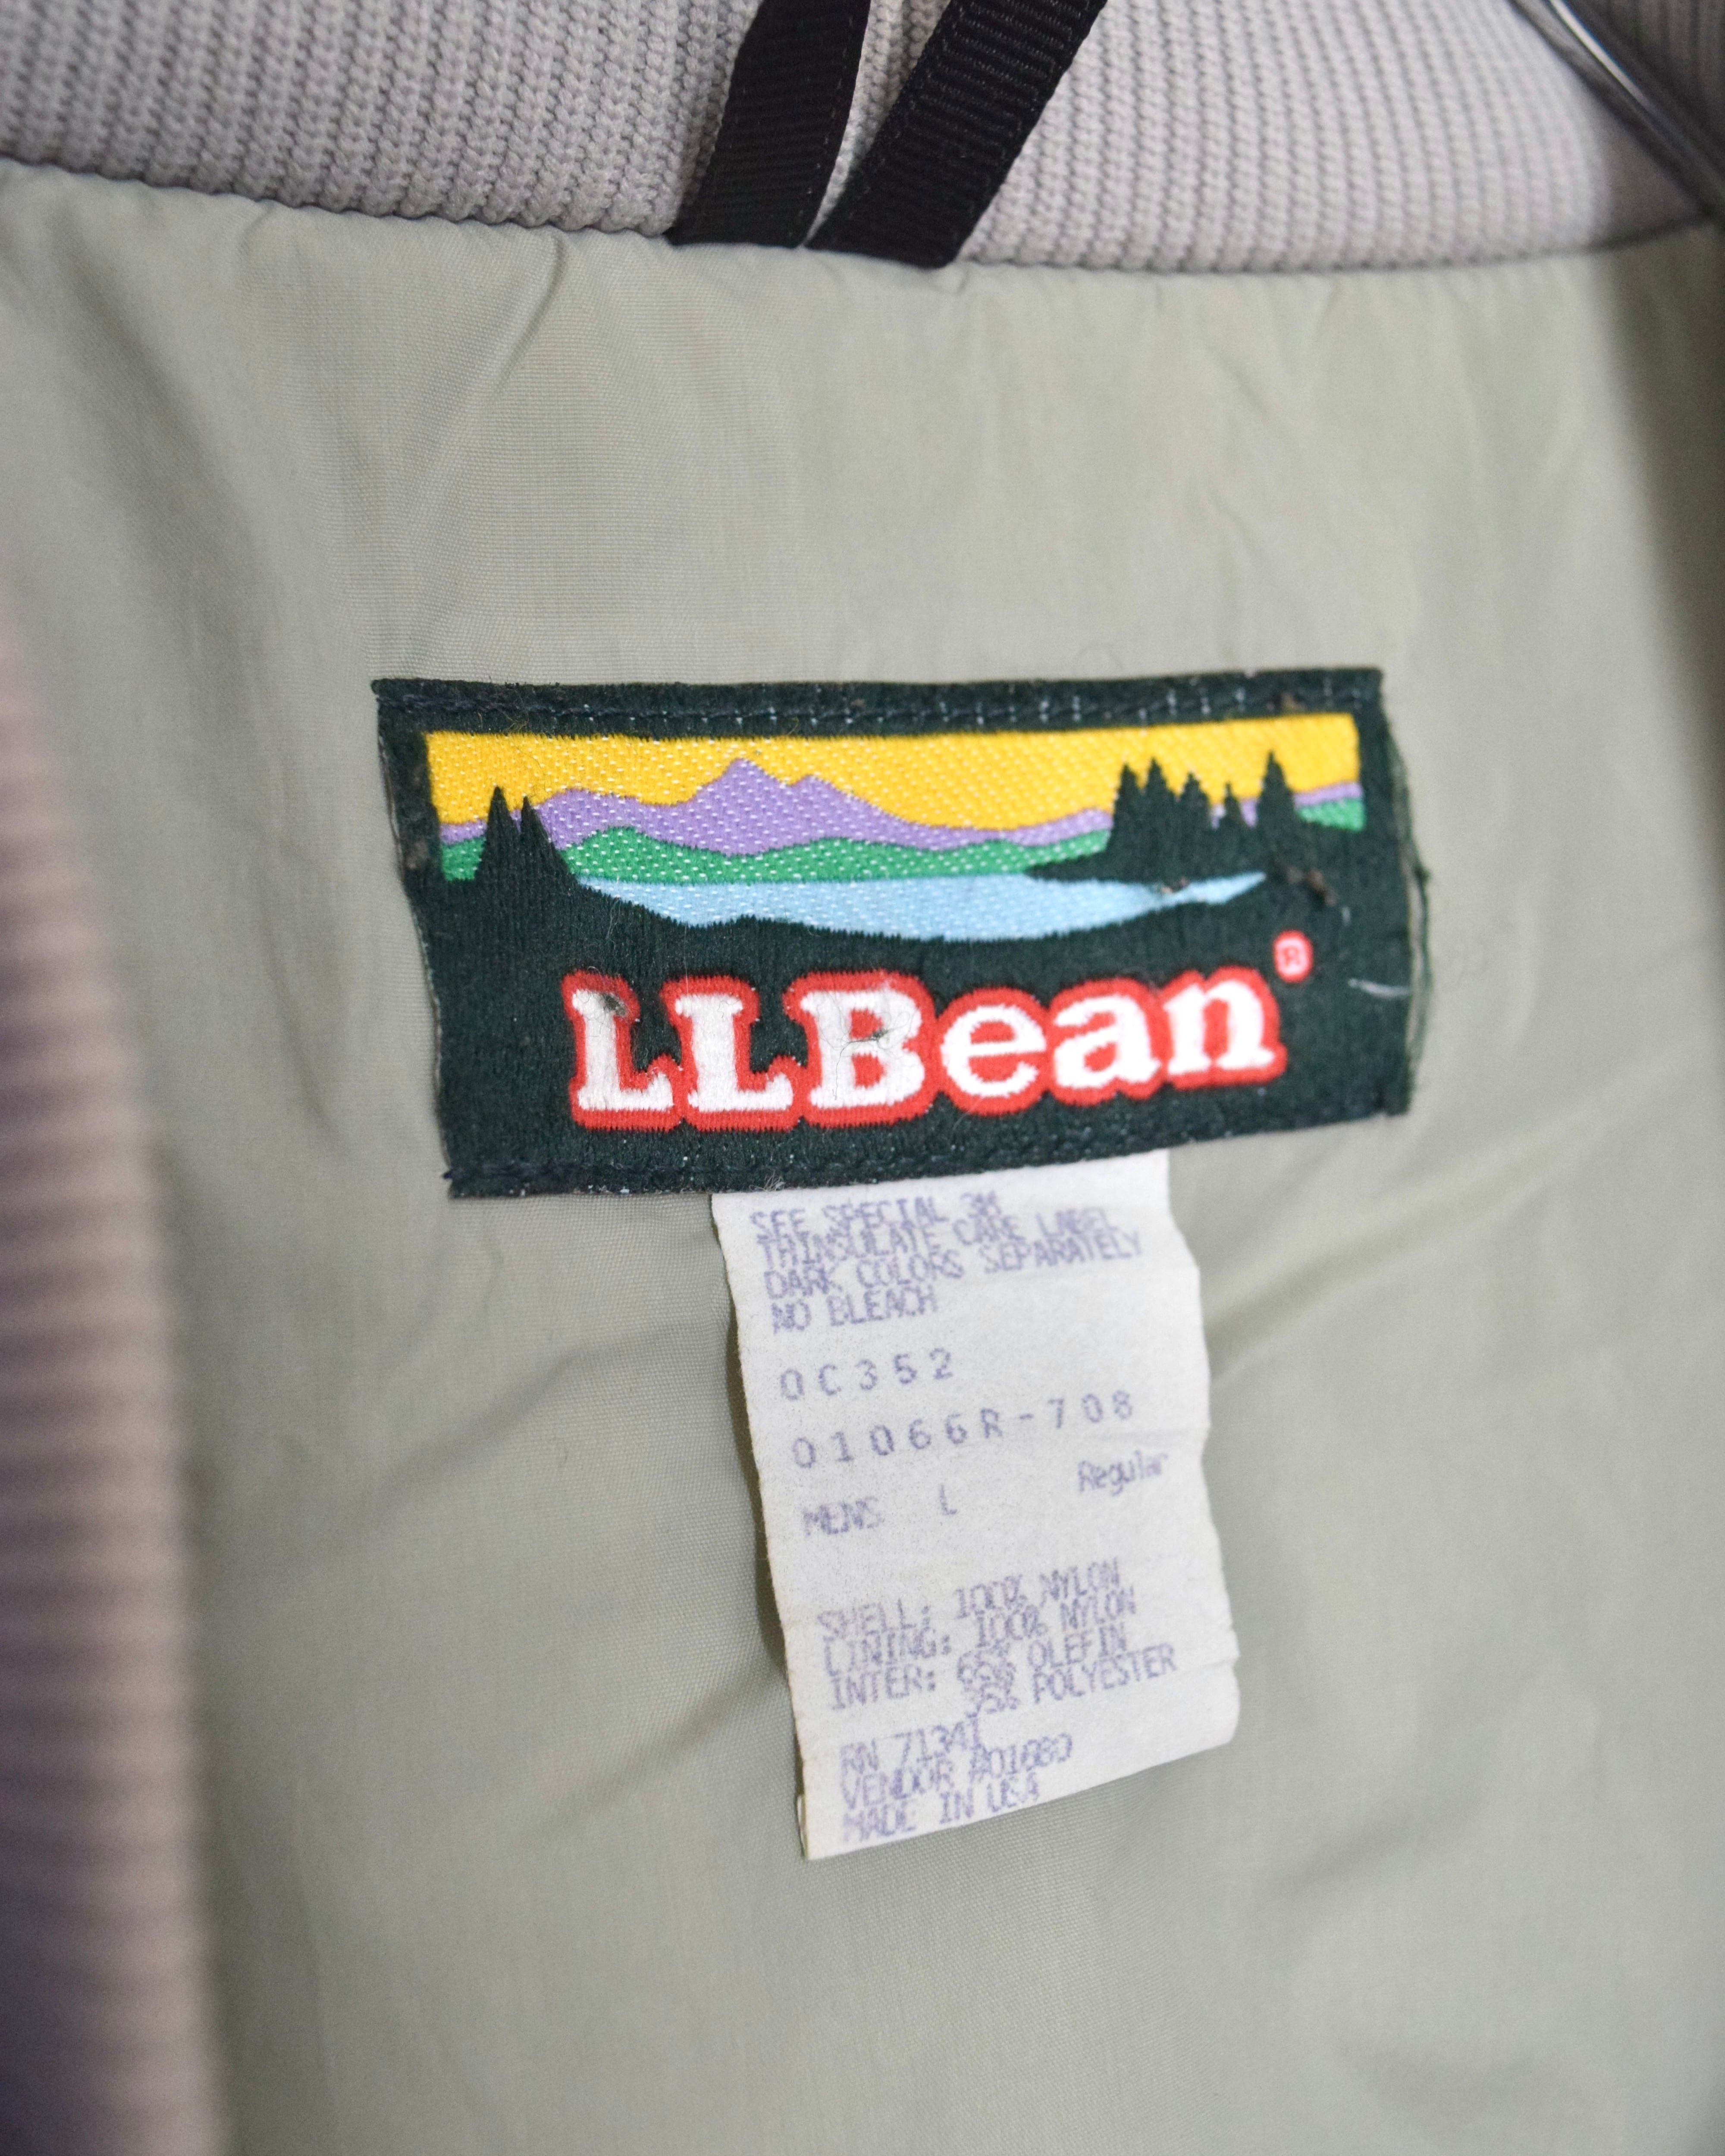 LLBean®
SEE SPECIAL 3M
THINSULATE CARE LABEL
DARK COLORS SEPARATELY
NO BLEACH
0C352
01066R-708
MENS L Regular
SHELL: 100% NYLON
LINING: 100% NYLON
INTER: 65% OLEFIN
35% POLYESTER
RN 71341
VENDOR #01680
MADE IN USA